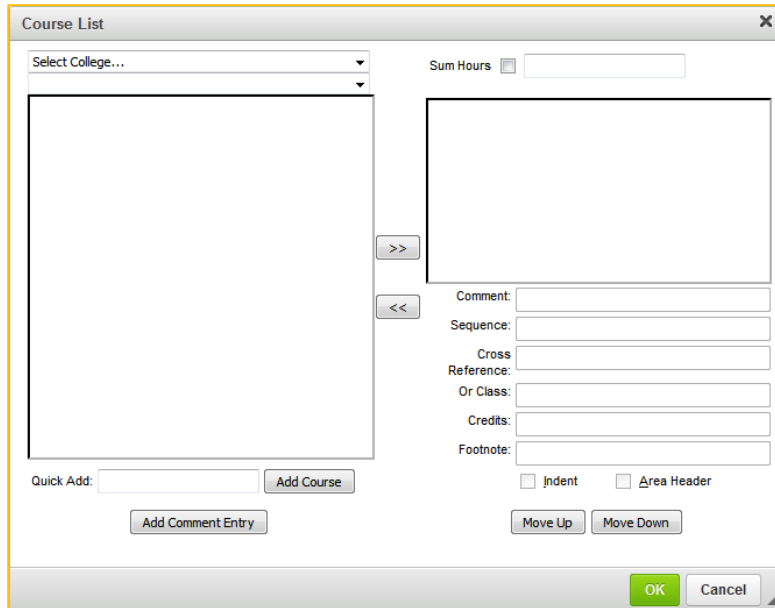 Course List
Select College...
Sum Hours
>>
<<
Comment:
Sequence:
Cross
Reference:
Or Class:
Credits:
Footnote:
Quick Add:
Add Course
Indent
Area Header
Add Comment Entry
Move Up
Move Down
OK
Cancel